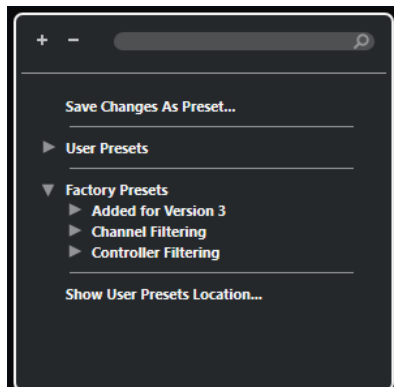 + −
Save Changes As Preset...
User Presets
Factory Presets
Added for Version 3
Channel Filtering
Controller Filtering
Show User Presets Location...